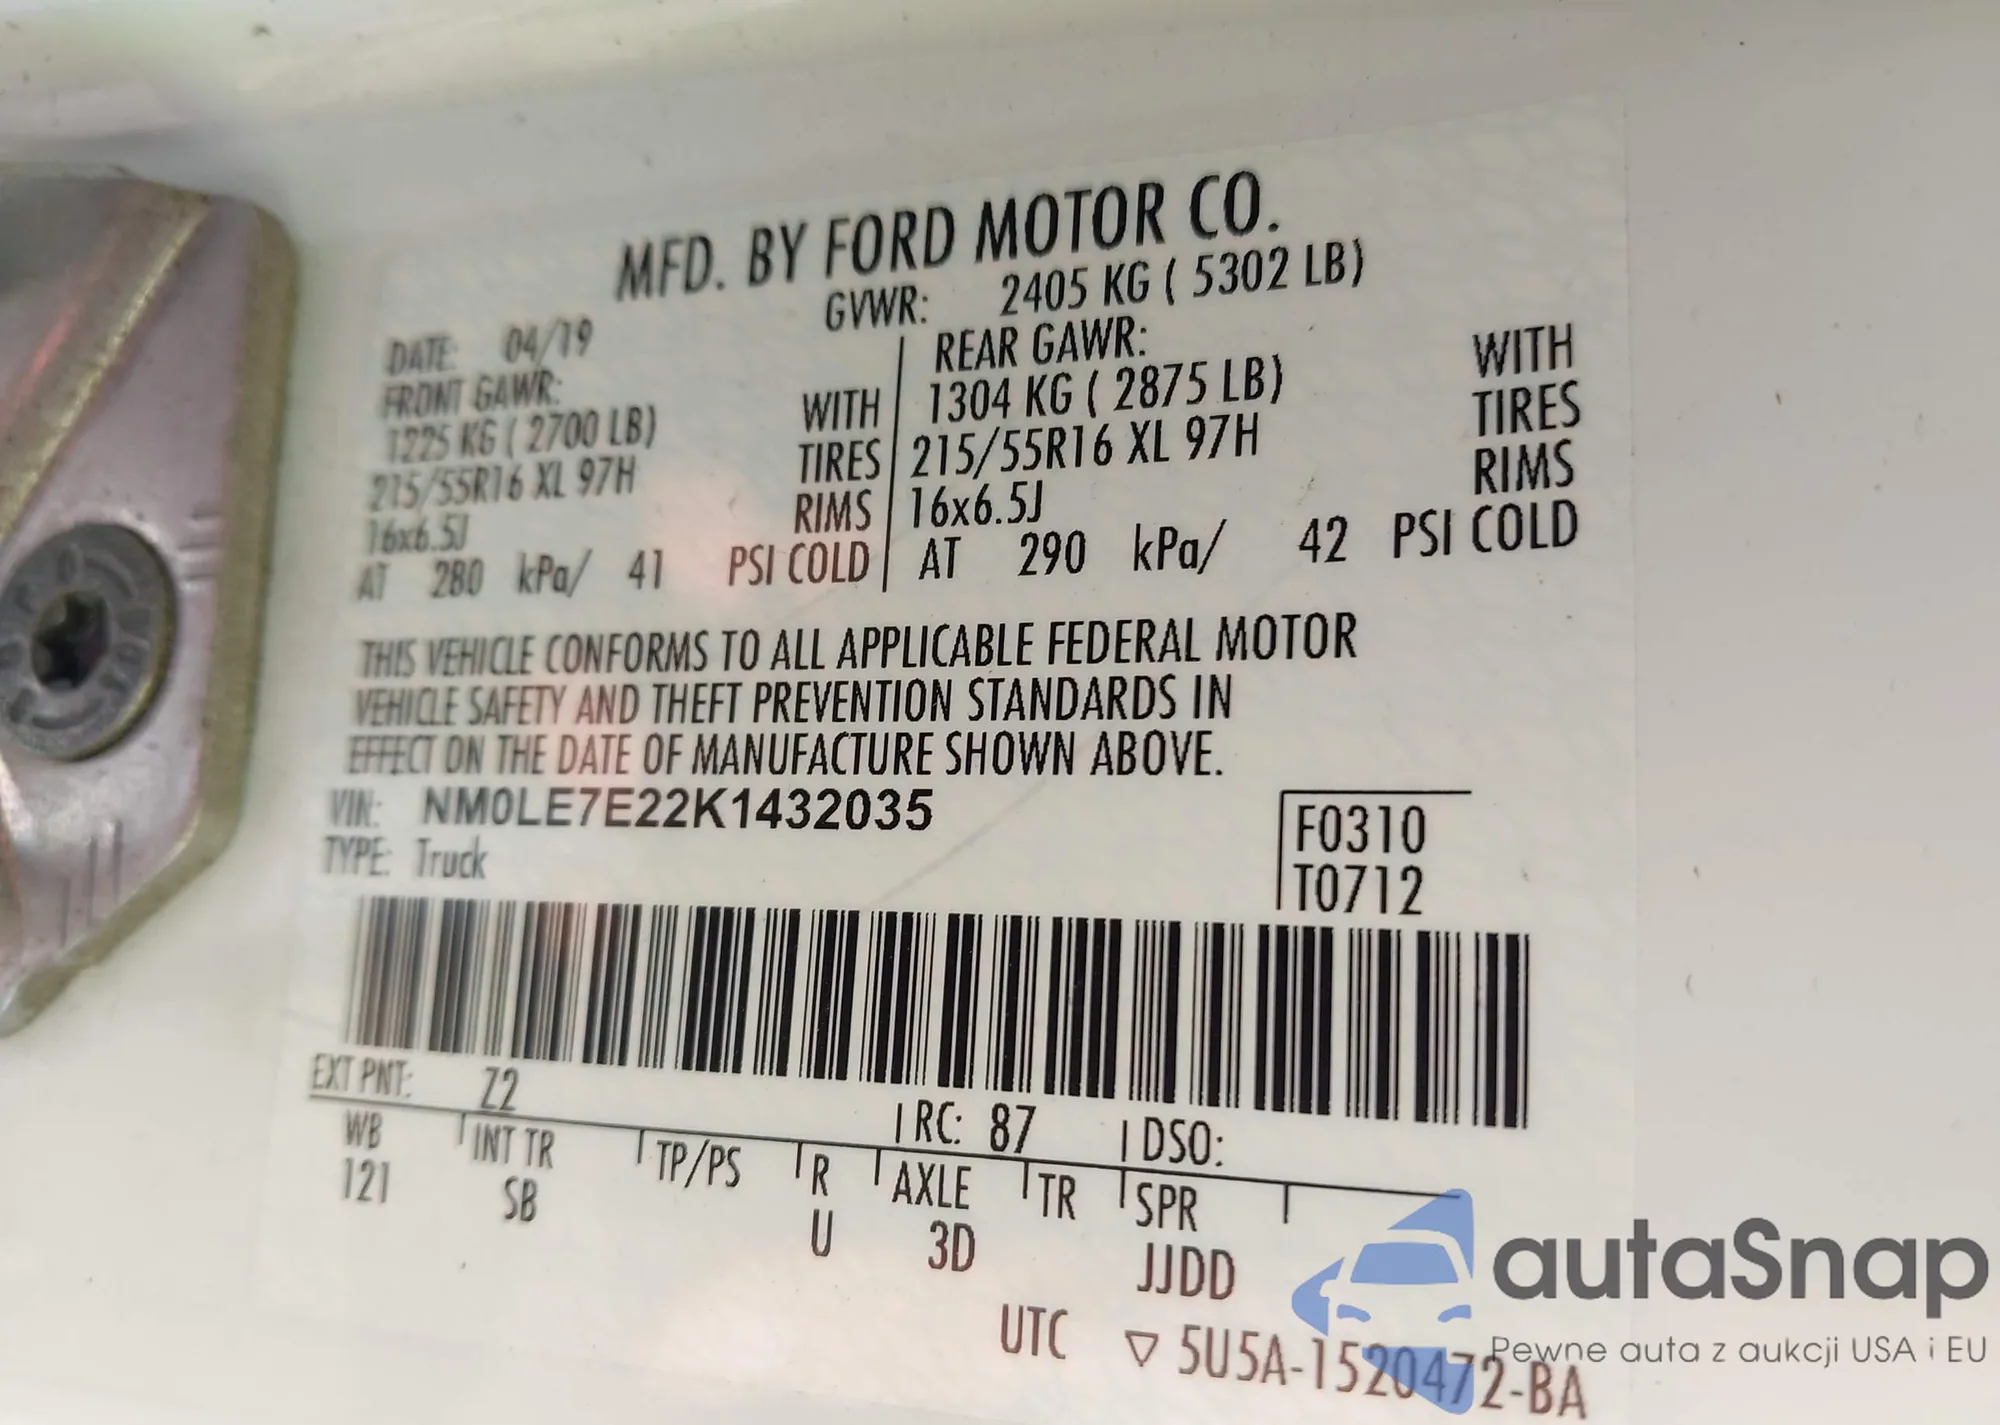 MFD. BY FORD MOTOR CO.
DATE: 04/19 GVWR: 2405 KG ( 5302 LB)
FRONT GAWR: REAR GAWR:
1225 KG ( 2700 LB) WITH 1304 KG ( 2875 LB) WITH
215/55R16 XL 97H TIRES 215/55R16 XL 97H TIRES
16x6.5J RIMS 16x6.5J RIMS
AT 280 kPa/ 41 PSI COLD AT 290 kPa/ 42 PSI COLD
THIS VEHICLE CONFORMS TO ALL APPLICABLE FEDERAL MOTOR
VEHICLE SAFETY AND THEFT PREVENTION STANDARDS IN
EFFECT ON THE DATE OF MANUFACTURE SHOWN ABOVE.
VIN: NM0LE7E22K1432035 F0310
TYPE: Truck T0712
EXT PNT: Z2 RC: 87 DSO:
WB INT TR TP/PS R AXLE TR SPR
121 SB U 3D JJDD
UTC ▽ 5U5A-1520472-BA
autaSnap
Pewne auta z aukcji USA i EU